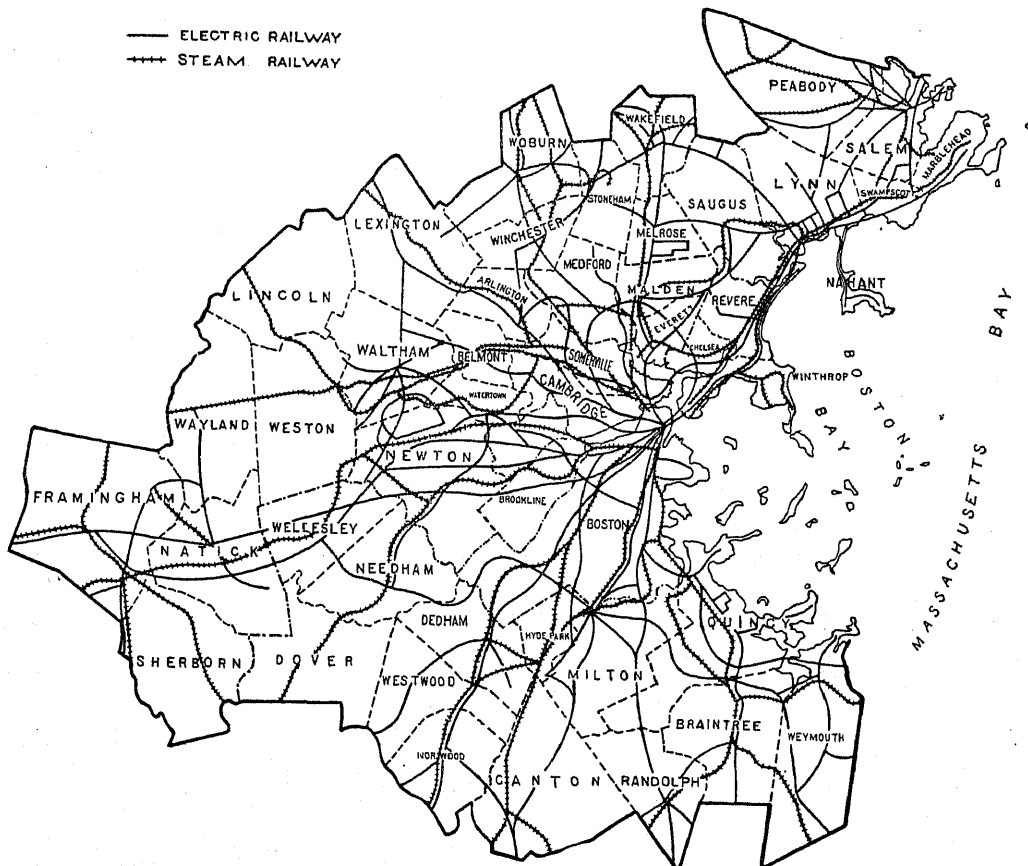 ELECTRIC RAILWAY
STEAM RAILWAY
PEABODY
WAKEFIELD
WOBURN
SALEM
MARBLEHEAD
LYNN
SWAMPSCOT
STONEHAM
SAUGUS
LEXINGTON
WINCHESTER
MELROSE
MEDFORD
NAHANT
ARLINGTON
MALDEN
REVERE
LINCOLN
EVERETT
CHELSEA
BOSTON BAY
MASSACHUSETTS BAY
WALTHAM
BELMONT
SOMERVILLE
WINTHROP
CAMBRIDGE
WATERTOWN
WAYLAND
WESTON
NEWTON
FRAMINGHAM
BROOKLINE
WELLESLEY
BOSTON
NATICK
NEEDHAM
DEDHAM
QUINCY
HYDE PARK
SHERBORN
DOVER
WESTWOOD
MILTON
BRAINTREE
WEYMOUTH
NORWOOD
CANTON
RANDOLPH